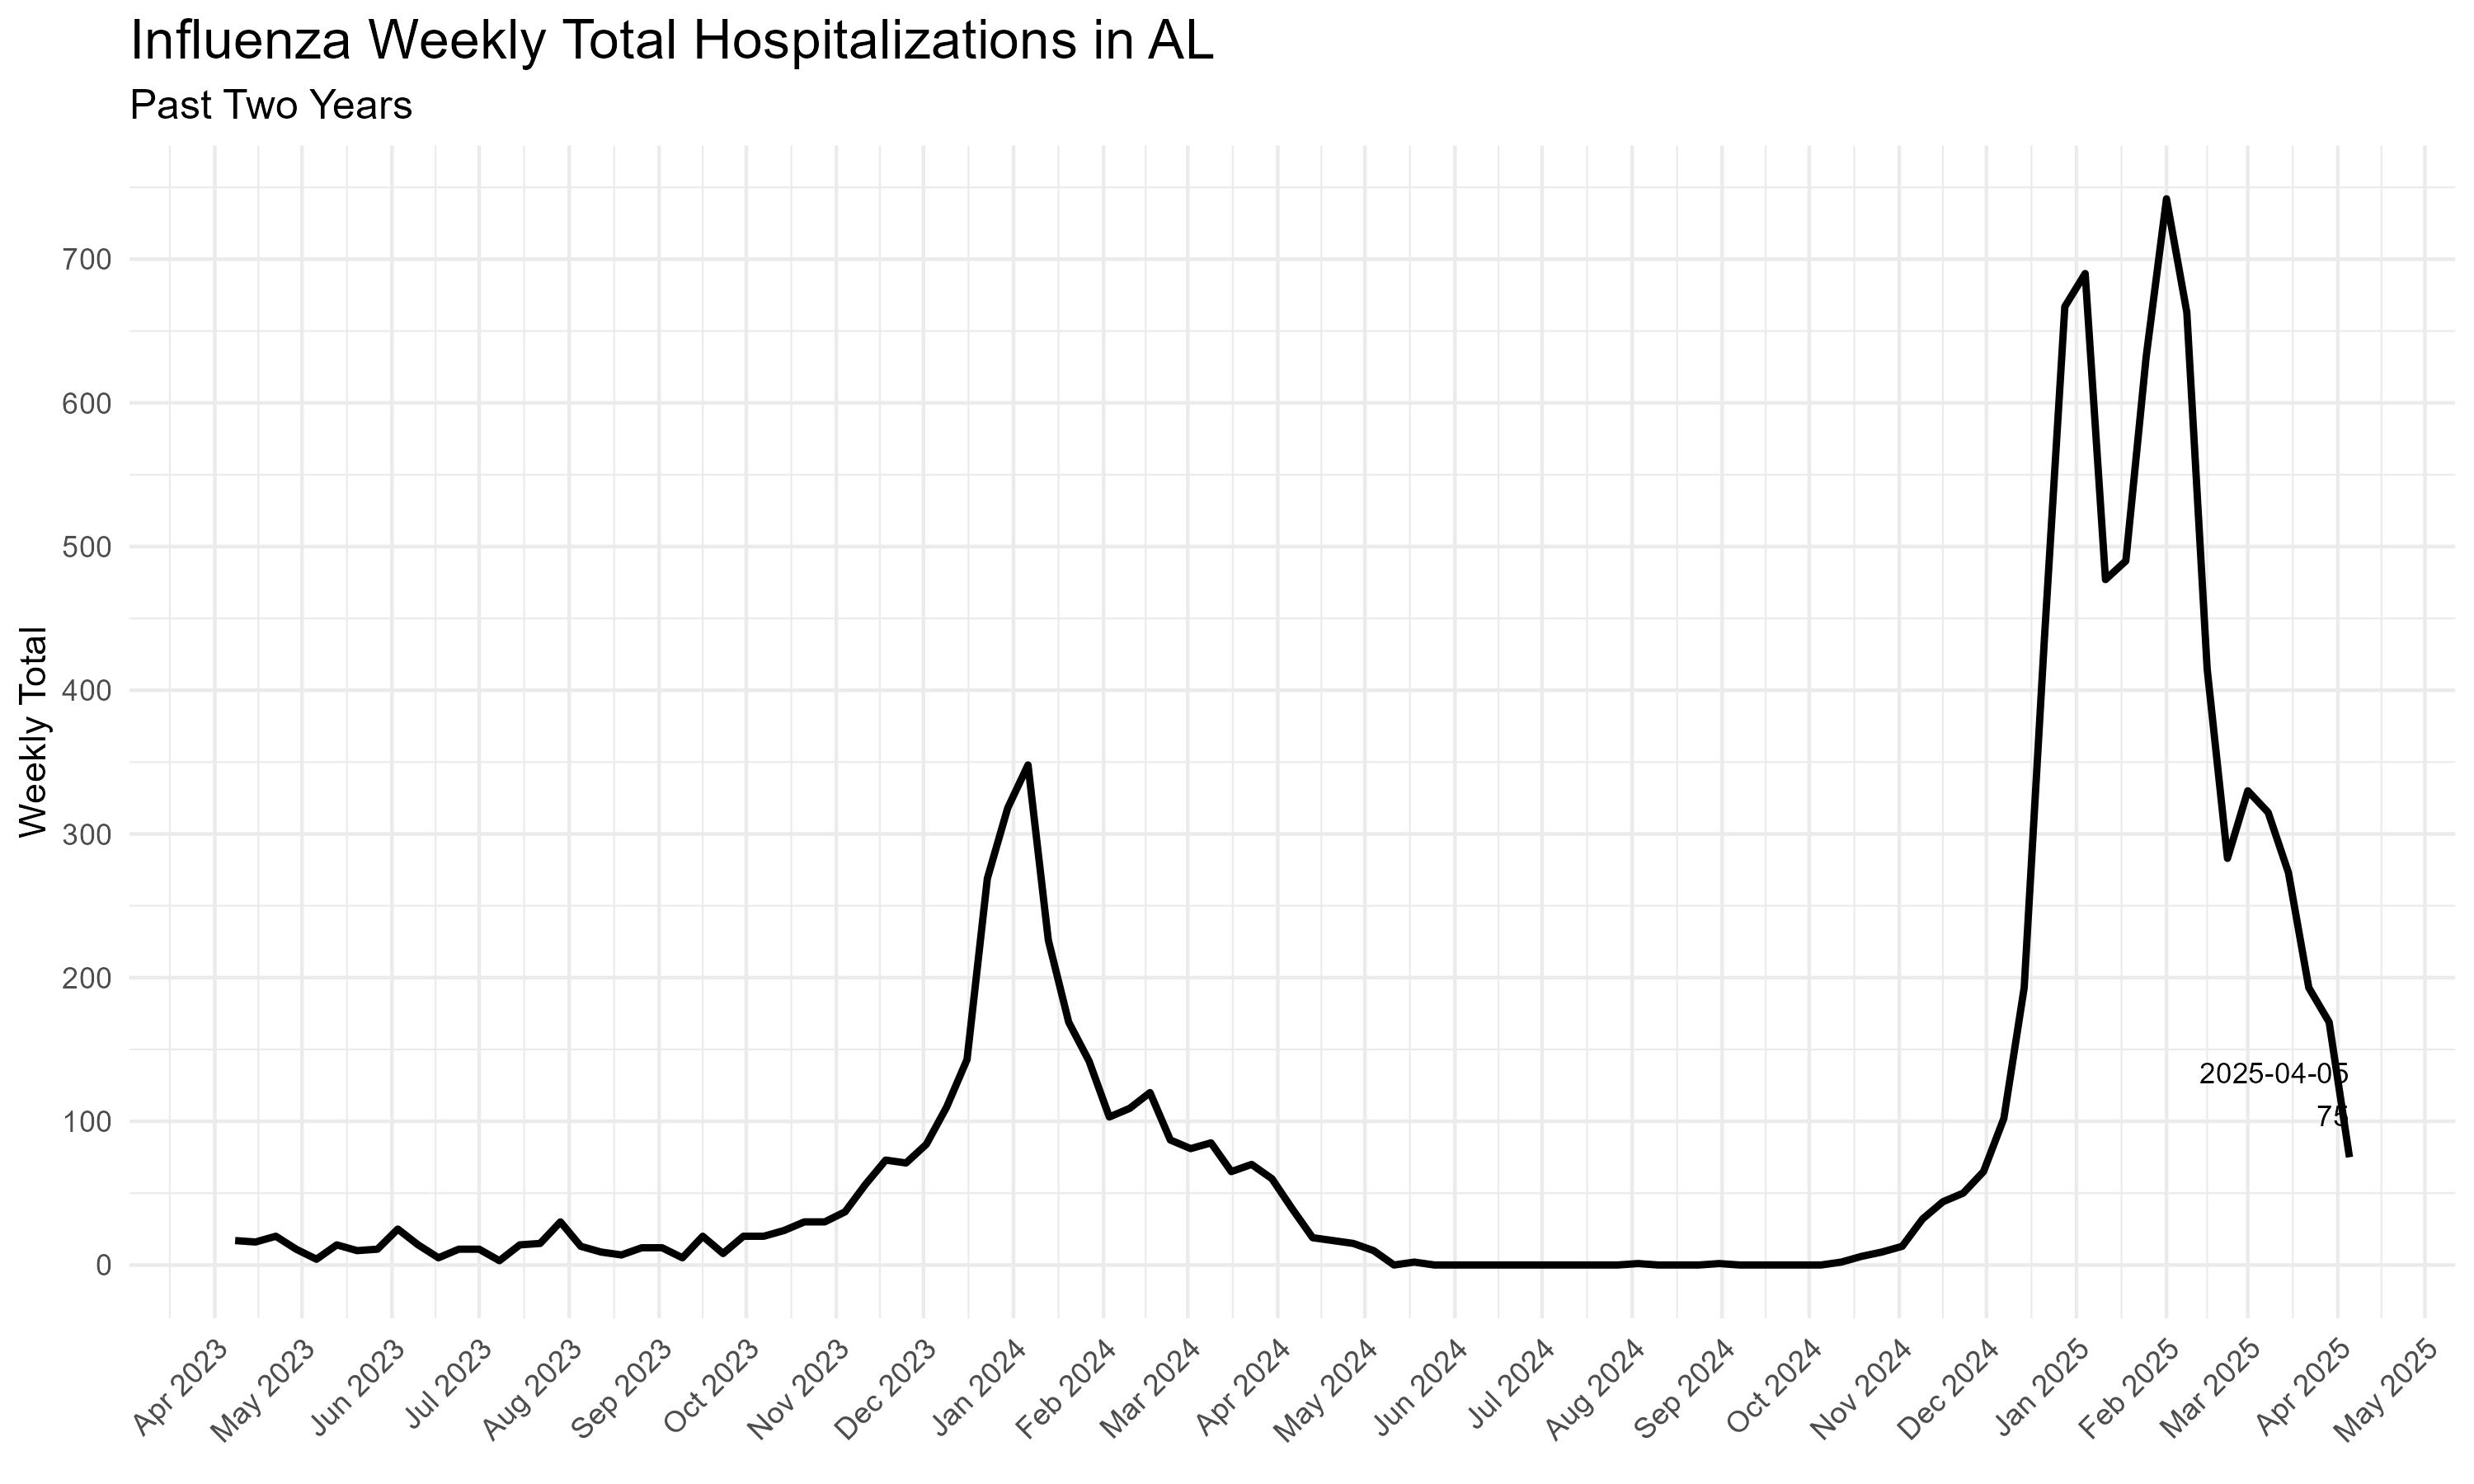 Influenza Weekly Total Hospitalizations in AL
Past Two Years
Weekly Total
700
600
500
400
300
200
100
0
2025-04-05
75
Apr 2023
May 2023
Jun 2023
Jul 2023
Aug 2023
Sep 2023
Oct 2023
Nov 2023
Dec 2023
Jan 2024
Feb 2024
Mar 2024
Apr 2024
May 2024
Jun 2024
Jul 2024
Aug 2024
Sep 2024
Oct 2024
Nov 2024
Dec 2024
Jan 2025
Feb 2025
Mar 2025
Apr 2025
May 2025